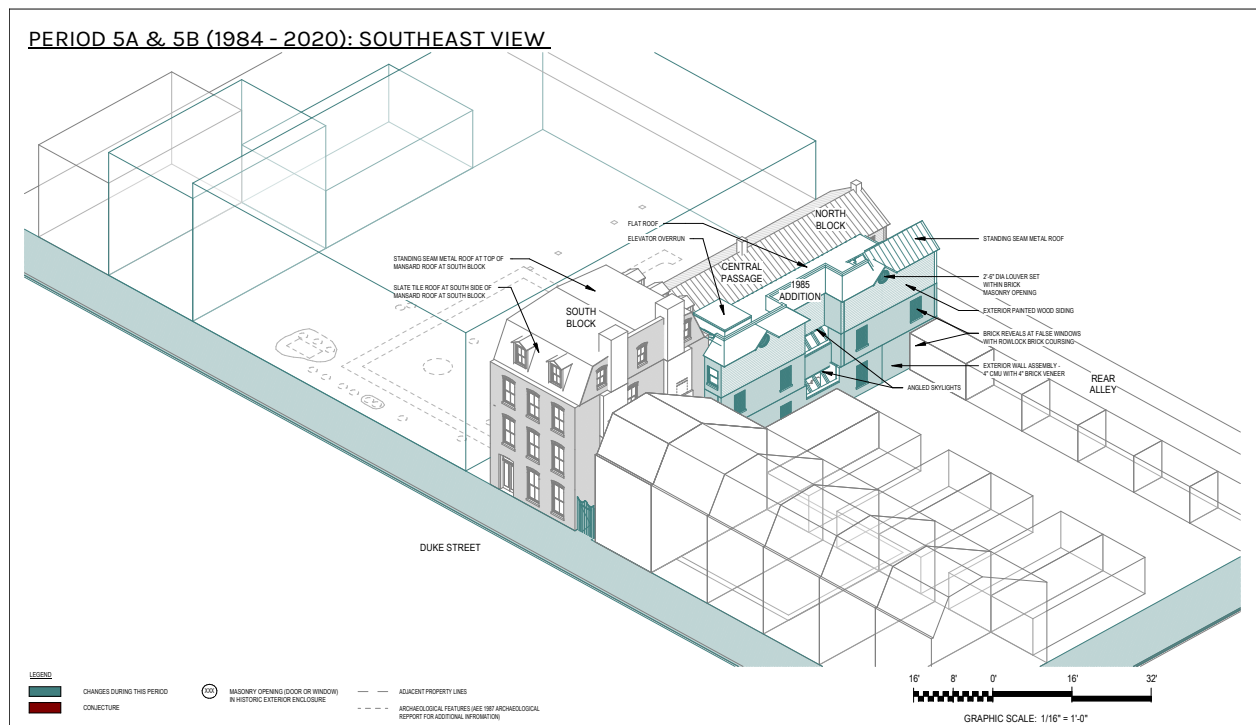 PERIOD 5A & 5B (1984 - 2020): SOUTHEAST VIEW
FLAT ROOF
ELEVATOR OVERRUN
NORTH
BLOCK
STANDING SEAM METAL ROOF
STANDING SEAM METAL ROOF AT TOP OF
MANSARD ROOF AT SOUTH BLOCK
CENTRAL
PASSAGE
2'-6" DIA LOUVER SET
WITHIN BRICK
MASONRY OPENING
SLATE TILE ROOF AT SOUTH SIDE OF
MANSARD ROOF AT SOUTH BLOCK
1985
ADDITION
SOUTH
BLOCK
EXTERIOR PAINTED WOOD SIDING
BRICK REVEALS AT FALSE WINDOWS
WITH ROWLOCK BRICK COURSING
EXTERIOR WALL ASSEMBLY -
4" CMU WITH 4" BRICK VENEER
ANGLED SKYLIGHTS
REAR
ALLEY
DUKE STREET
LEGEND
CHANGES DURING THIS PERIOD
CONJECTURE
XXX
MASONRY OPENING (DOOR OR WINDOW)
IN HISTORIC EXTERIOR ENCLOSURE
ADJACENT PROPERTY LINES
ARCHAEOLOGICAL FEATURES (AEE 1987 ARCHAEOLOGICAL
REPPORT FOR ADDITIONAL INFROMATION)
16' 8' 0' 16' 32'
GRAPHIC SCALE: 1/16" = 1'-0"